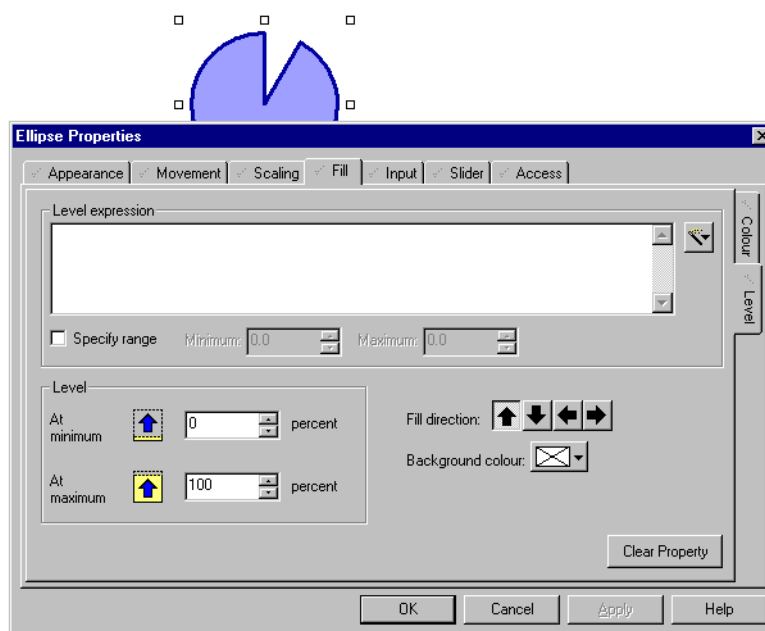 Ellipse Properties
Appearance Movement Scaling Fill Input Slider Access
Colour
Level
Level expression
Specify range Minimum: 0.0 Maximum: 0.0
Level
At minimum 0 percent
At maximum 100 percent
Fill direction:
Background colour:
Clear Property
OK Cancel Apply Help